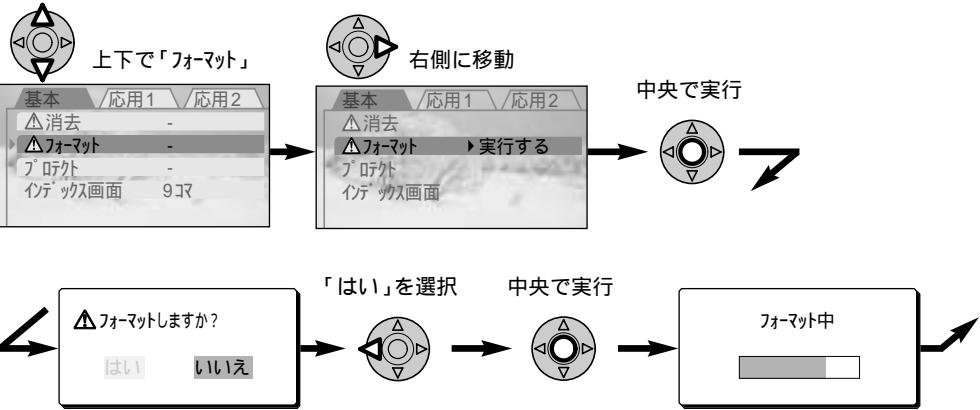 上下で「ﾌｫｰﾏｯﾄ」
基本 応用1 応用2
⚠消去 -
⚠ﾌｫｰﾏｯﾄ -
ﾌﾟﾛﾃｸﾄ -
ｲﾝﾃﾞｯｸｽ画面 9ｺﾏ
右側に移動
基本 応用1 応用2
⚠消去
⚠ﾌｫｰﾏｯﾄ 実行する
ﾌﾟﾛﾃｸﾄ
ｲﾝﾃﾞｯｸｽ画面
中央で実行
⚠ﾌｫｰﾏｯﾄしますか?
はい いいえ
「はい」を選択
中央で実行
ﾌｫｰﾏｯﾄ中